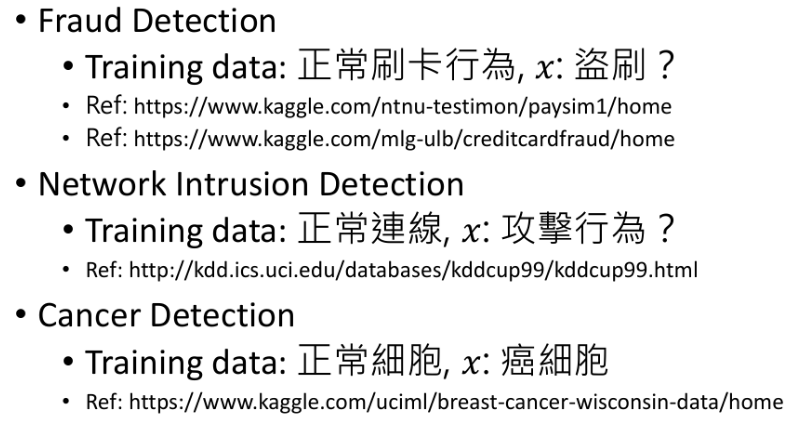 • Fraud Detection
• Training data: 正常刷卡行為, x: 盜刷？
• Ref: https://www.kaggle.com/ntnu-testimon/paysim1/home
• Ref: https://www.kaggle.com/mlg-ulb/creditcardfraud/home
• Network Intrusion Detection
• Training data: 正常連線, x: 攻擊行為？
• Ref: http://kdd.ics.uci.edu/databases/kddcup99/kddcup99.html
• Cancer Detection
• Training data: 正常細胞, x: 癌細胞
• Ref: https://www.kaggle.com/uciml/breast-cancer-wisconsin-data/home